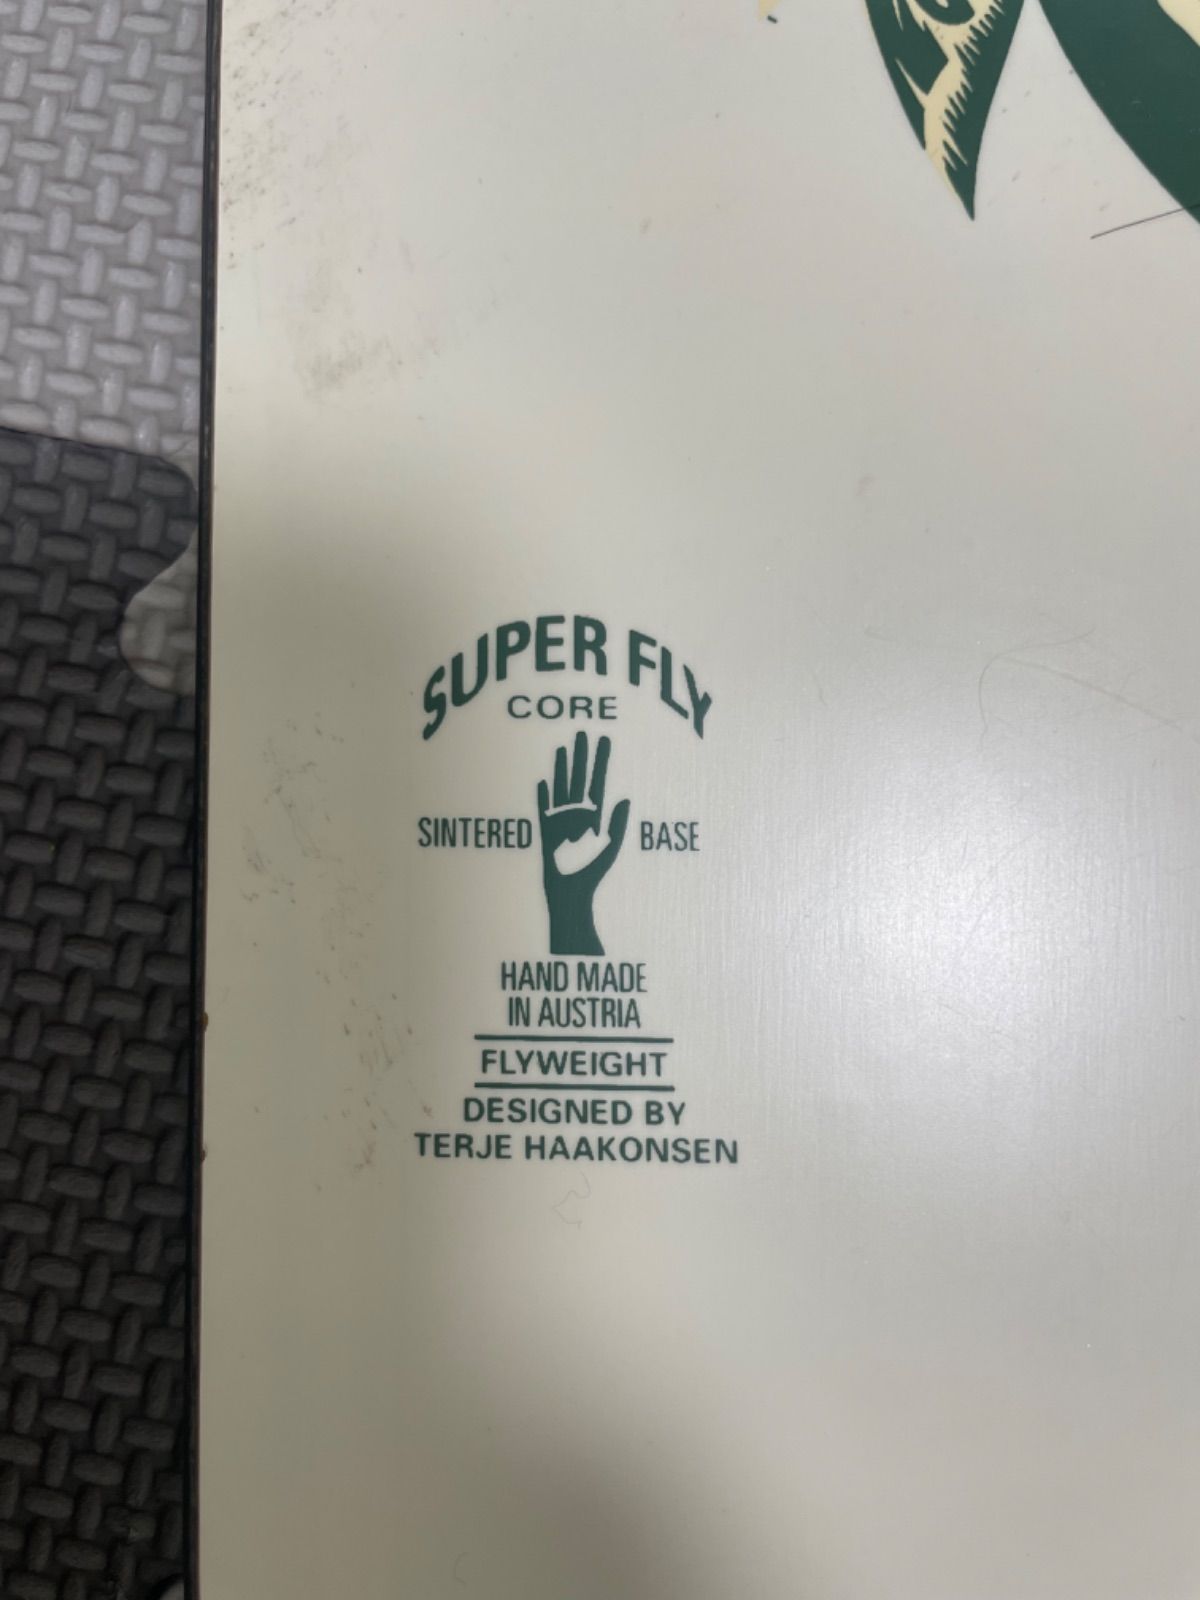 SUPER FLY
CORE
SINTERED BASE
HAND MADE
IN AUSTRIA
FLYWEIGHT
DESIGNED BY
TERJE HAAKONSEN